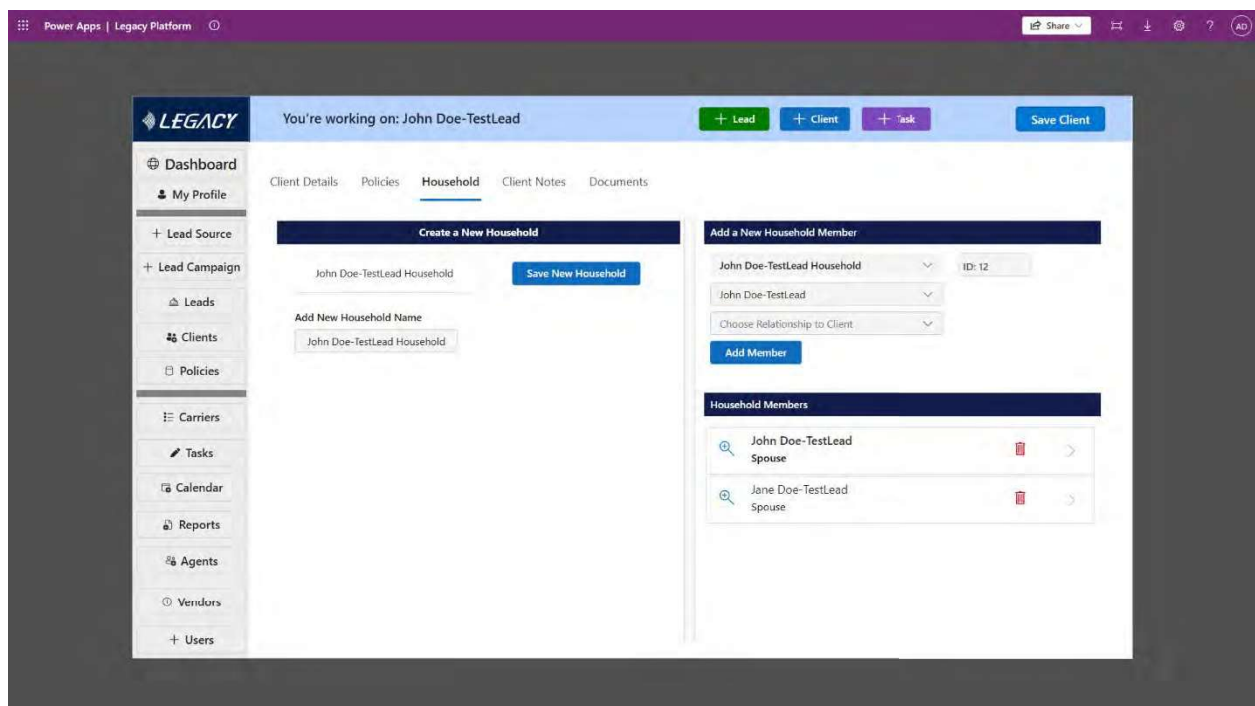 Power Apps | Legacy Platform
Share
AD
LEGACY
You're working on: John Doe-TestLead
+ Lead
+ Client
+ Task
Save Client
Dashboard
My Profile
+ Lead Source
+ Lead Campaign
Leads
Clients
Policies
Carriers
Tasks
Calendar
Reports
Agents
Vendors
+ Users
Client Details Policies Household Client Notes Documents
Create a New Household
John Doe-TestLead Household
Save New Household
Add New Household Name
John Doe-TestLead Household
Add a New Household Member
John Doe-TestLead Household
ID: 12
John Doe-TestLead
Choose Relationship to Client
Add Member
Household Members
John Doe-TestLead
Spouse
Jane Doe-TestLead
Spouse